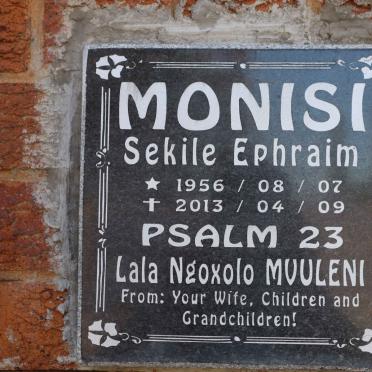 MONISI
Sekile Ephraim
★ 1956 / 08 / 07
✝ 2013 / 04 / 09
PSALM 23
Lala Ngoxolo MVULENI
From: Your Wife, Children and
Grandchildren!